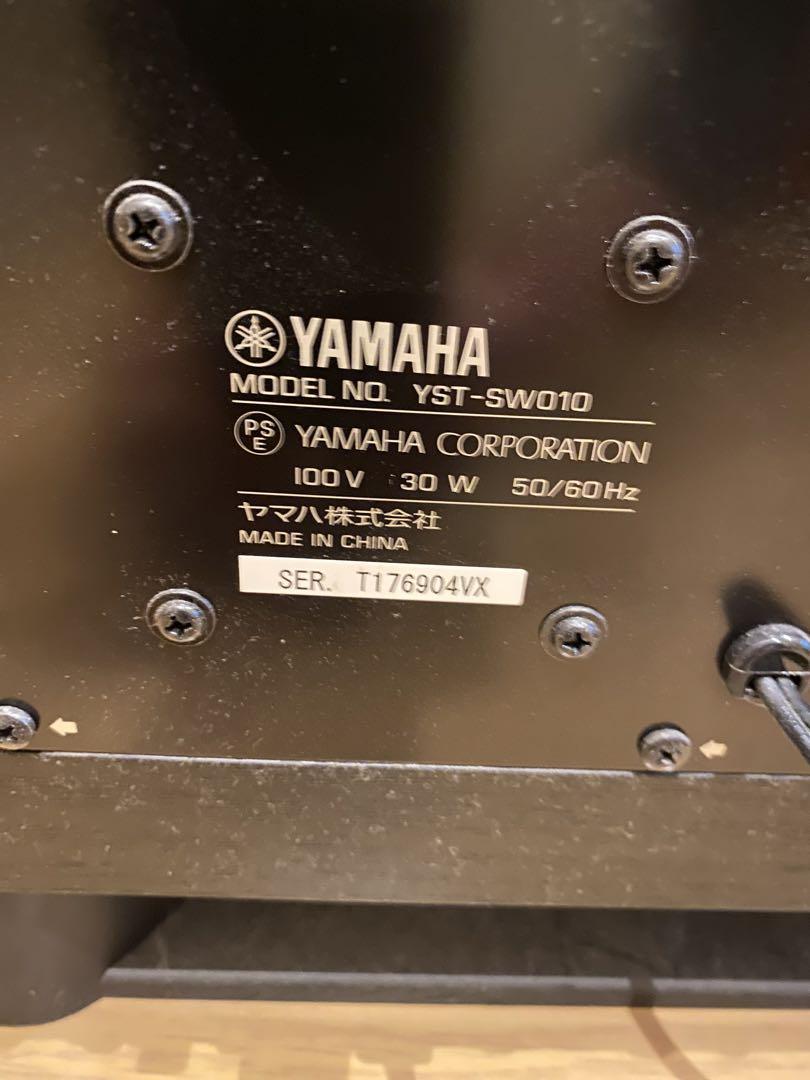 YAMAHA
MODEL NO. YST-SW010
PS
E
YAMAHA CORPORATION
100V 30W 50/60Hz
ヤマハ株式会社
MADE IN CHINA
SER. T176904VX